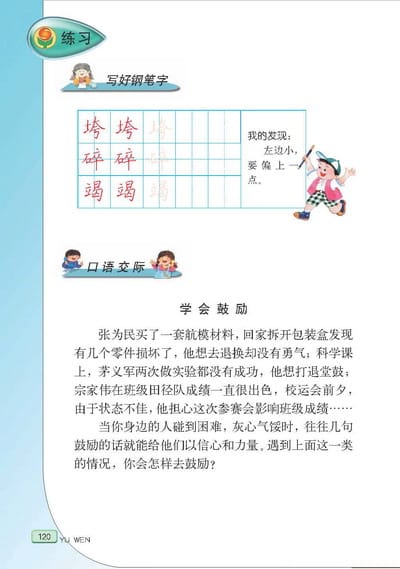 练习
写好钢笔字
垮 垮 垮
碎 碎 碎
竭 竭 竭
我的发现：
左边小，
要偏上一
点。
口语交际
学会鼓励
张为民买了一套航模材料，回家拆开包装盒发现
有几个零件损坏了，他想去退换却没有勇气；科学课
上，茅义军两次做实验都没有成功，他想打退堂鼓；
宗家伟在班级田径队成绩一直很出色，校运会前夕，
由于状态不佳，他担心这次参赛会影响班级成绩……
当你身边的人碰到困难，灰心气馁时，往往几句
鼓励的话就能给他们以信心和力量。遇到上面这一类
的情况，你会怎样去鼓励？
120 YU WEN